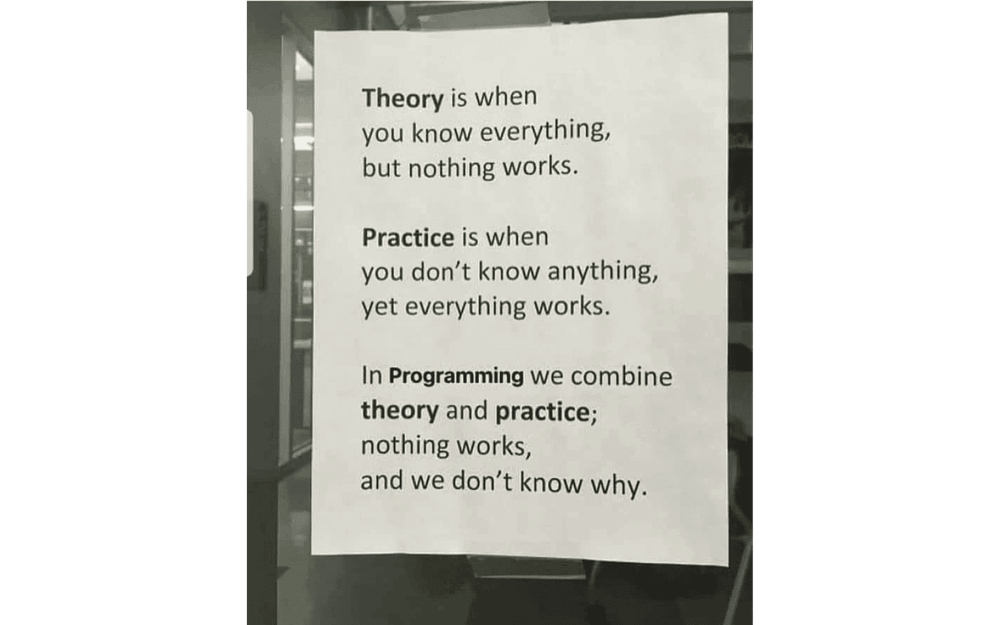 Theory is when
you know everything,
but nothing works.
Practice is when
you don't know anything,
yet everything works.
In Programming we combine
theory and practice;
nothing works,
and we don't know why.